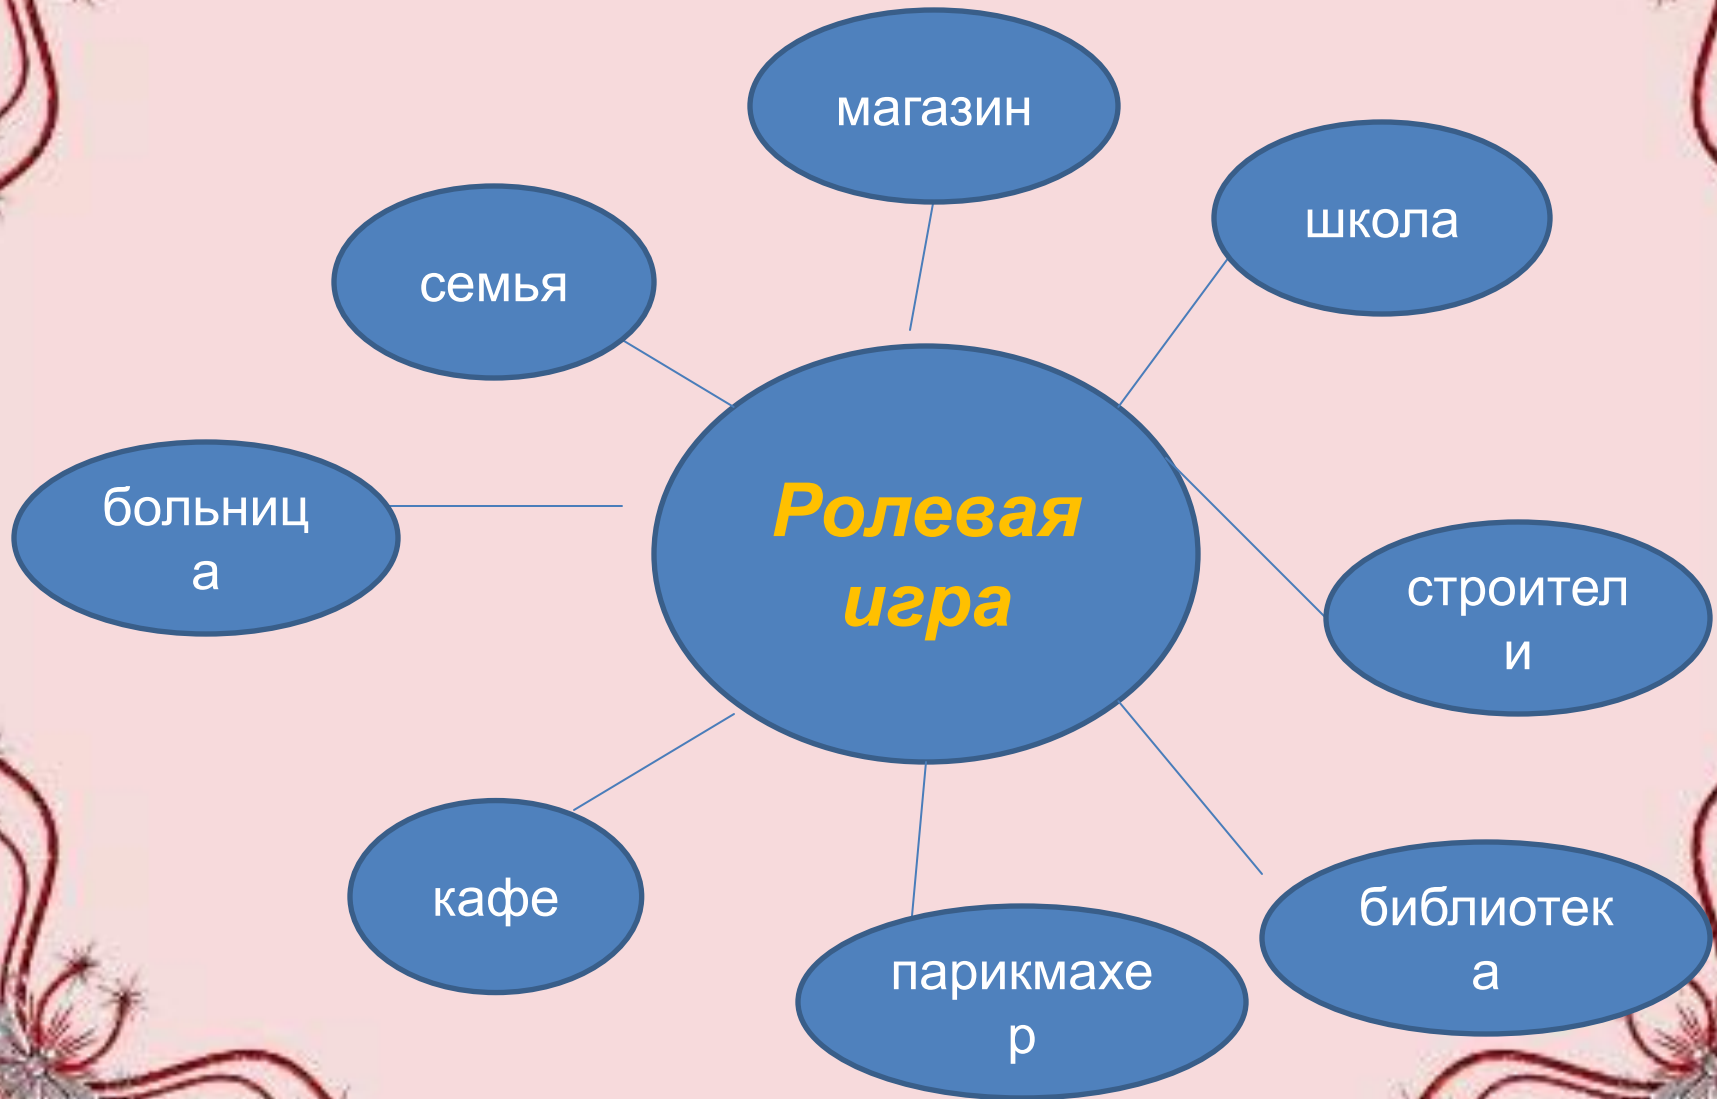 магазин
школа
семья
больниц
а
Ролевая
игра
строител
и
кафе
парикмахе
р
библиотек
а